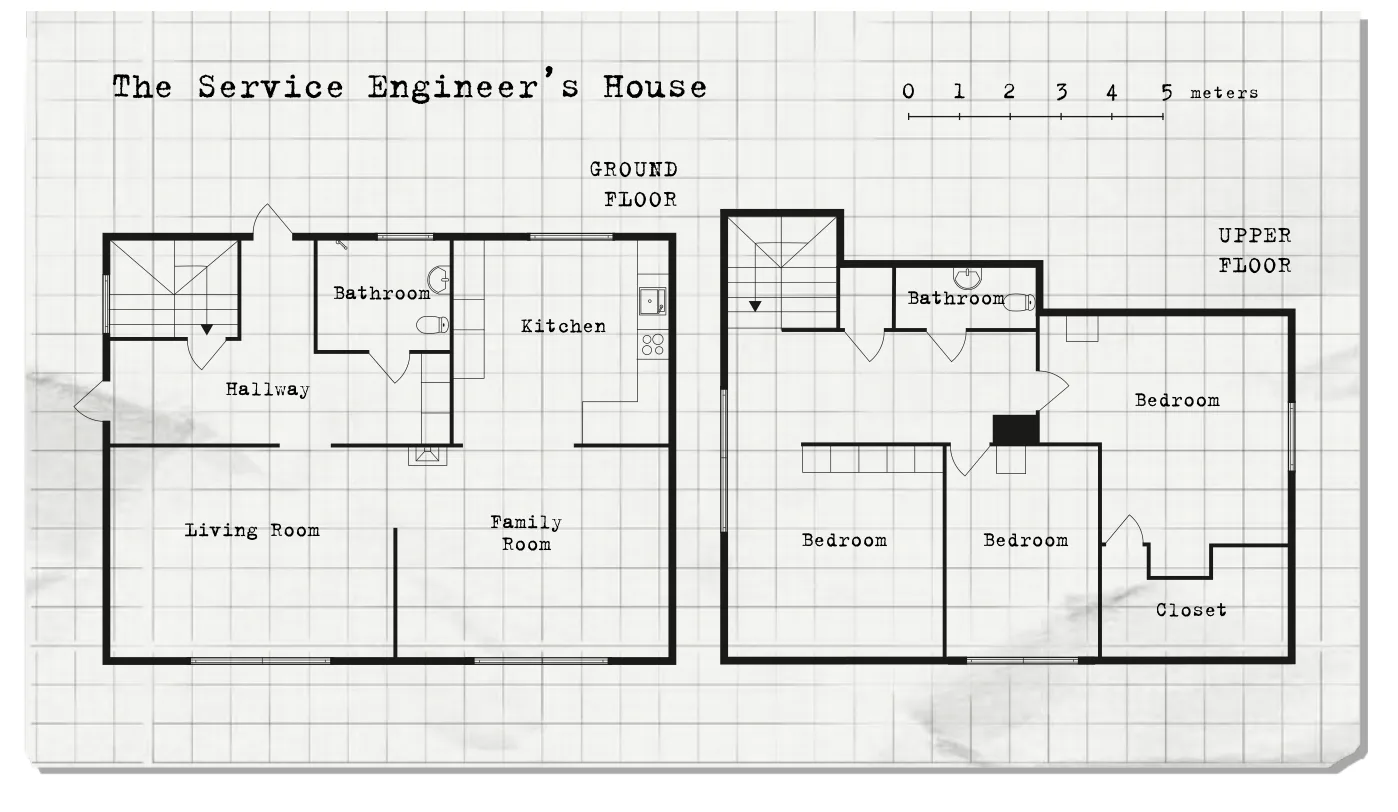 The Service Engineer's House
0 1 2 3 4 5 meters
GROUND
FLOOR
UPPER
FLOOR
Bathroom
Kitchen
Hallway
Living Room
Family
Room
Bathroom
Bedroom
Bedroom
Bedroom
Closet